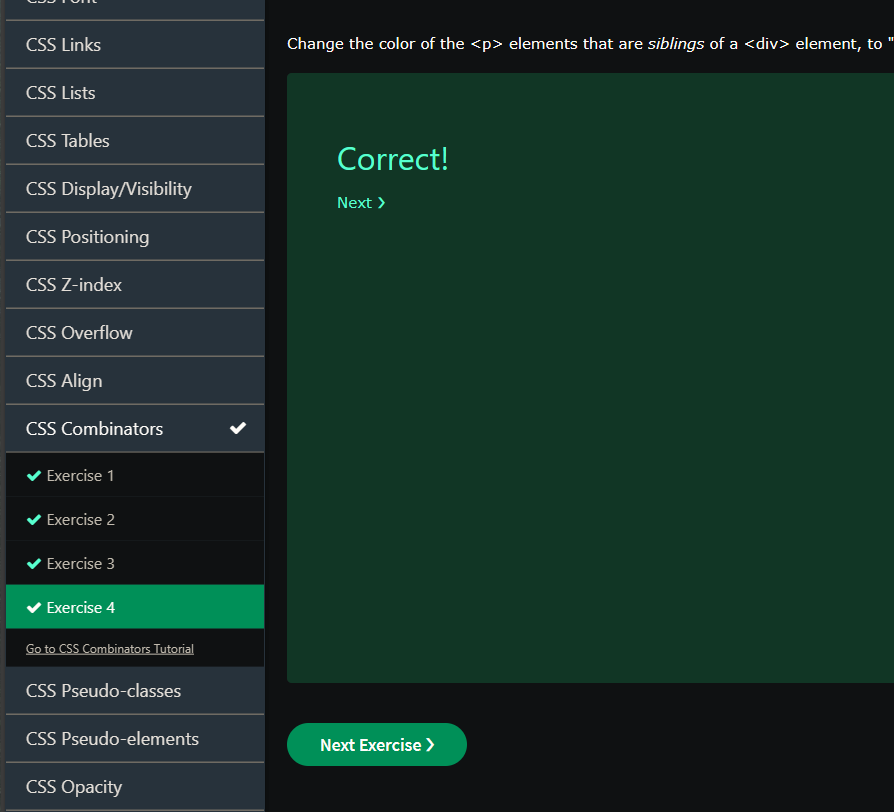 CSS Font
CSS Links
CSS Lists
CSS Tables
CSS Display/Visibility
CSS Positioning
CSS Z-index
CSS Overflow
CSS Align
CSS Combinators
Exercise 1
Exercise 2
Exercise 3
Exercise 4
Go to CSS Combinators Tutorial
CSS Pseudo-classes
CSS Pseudo-elements
CSS Opacity
Change the color of the <p> elements that are siblings of a <div> element, to "
Correct!
Next ❯
Next Exercise ❯